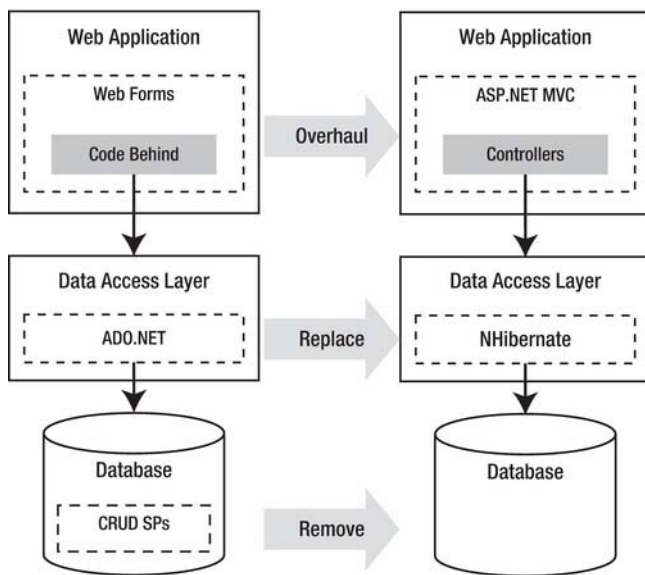 Web Application
Web Forms
Code Behind
Overhaul
Web Application
ASP.NET MVC
Controllers
Data Access Layer
ADO.NET
Replace
Data Access Layer
NHibernate
Database
CRUD SPs
Remove
Database